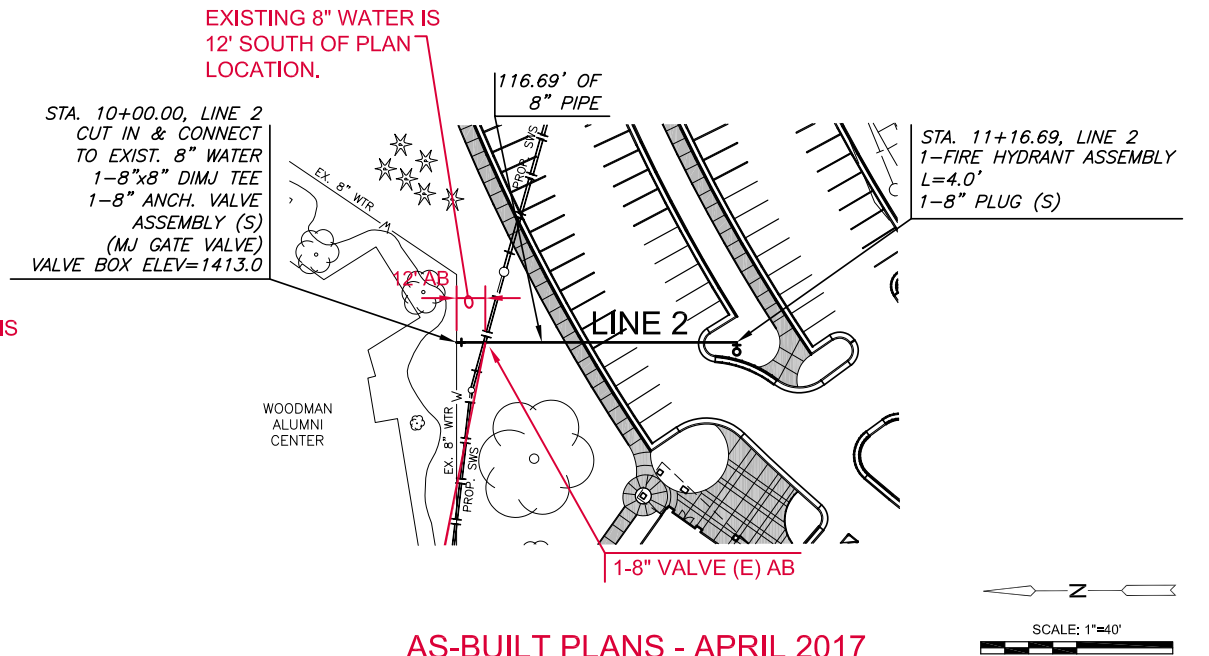 EXISTING 8" WATER IS
12' SOUTH OF PLAN
LOCATION.
116.69' OF
8" PIPE
STA. 10+00.00, LINE 2
CUT IN & CONNECT
TO EXIST. 8" WATER
1-8"x8" DIMJ TEE
1-8" ANCH. VALVE
ASSEMBLY (S)
(MJ GATE VALVE)
VALVE BOX ELEV=1413.0
STA. 11+16.69, LINE 2
1-FIRE HYDRANT ASSEMBLY
L=4.0'
1-8" PLUG (S)
EX. 8" WTR
W
PROP. SWS
12' AB
IS
LINE 2
WOODMAN
ALUMNI
CENTER
EX. 8" WTR
W
PROP. SWS
1-8" VALVE (E) AB
N
SCALE: 1"=40'
AS-BUILT PLANS - APRIL 2017